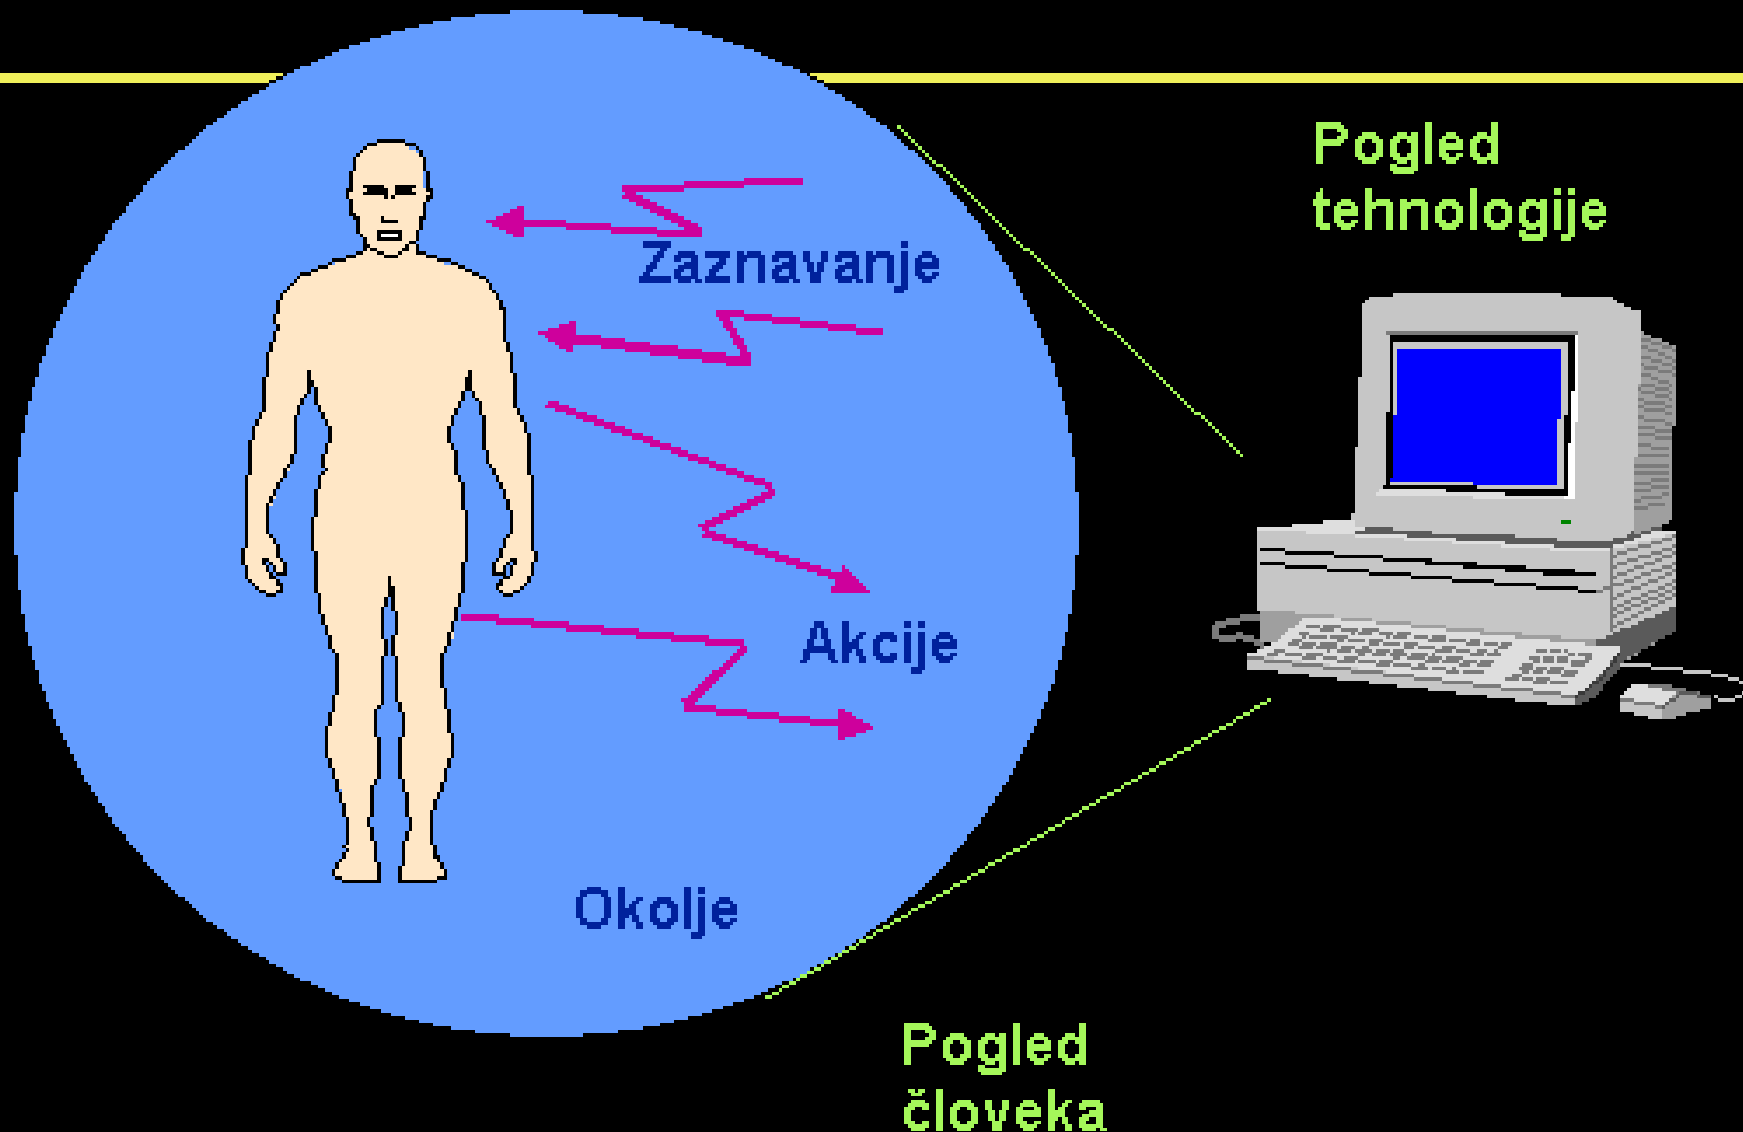 Pogled
tehnologije
Zaznavanje
Akcije
Okolje
Pogled
človeka